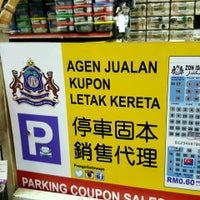 AGEN JUALAN
KUPON
LETAK KERETA
P
停車固本
銷售代理
PARKING COUPON SALES
ZON
RM0.60